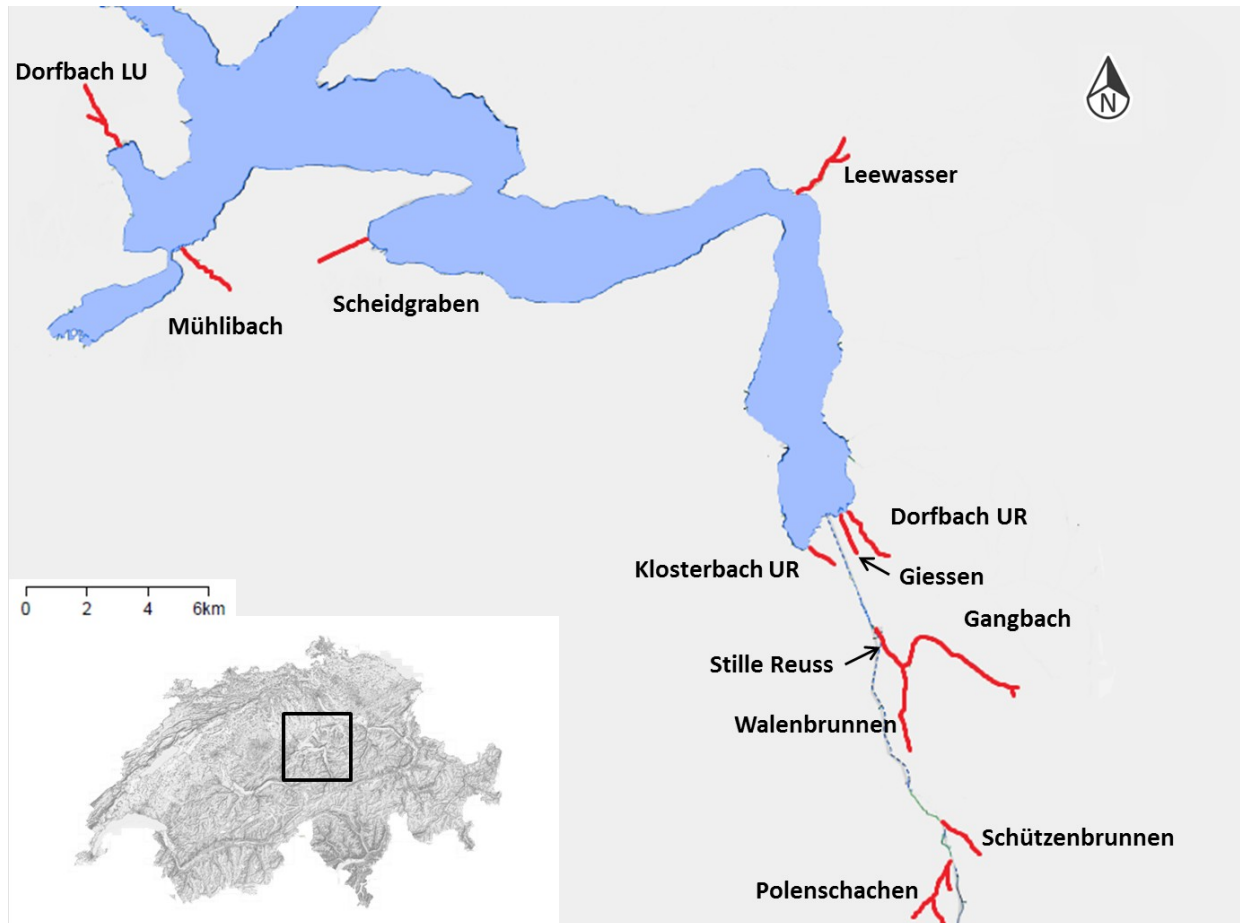 Dorfbach LU
N
Leewasser
Scheidgraben
Mühlibach
Dorfbach UR
Klosterbach UR
Giessen
0 2 4 6km
Gangbach
Stille Reuss
Walenbrunnen
Schützenbrunnen
Polenschachen